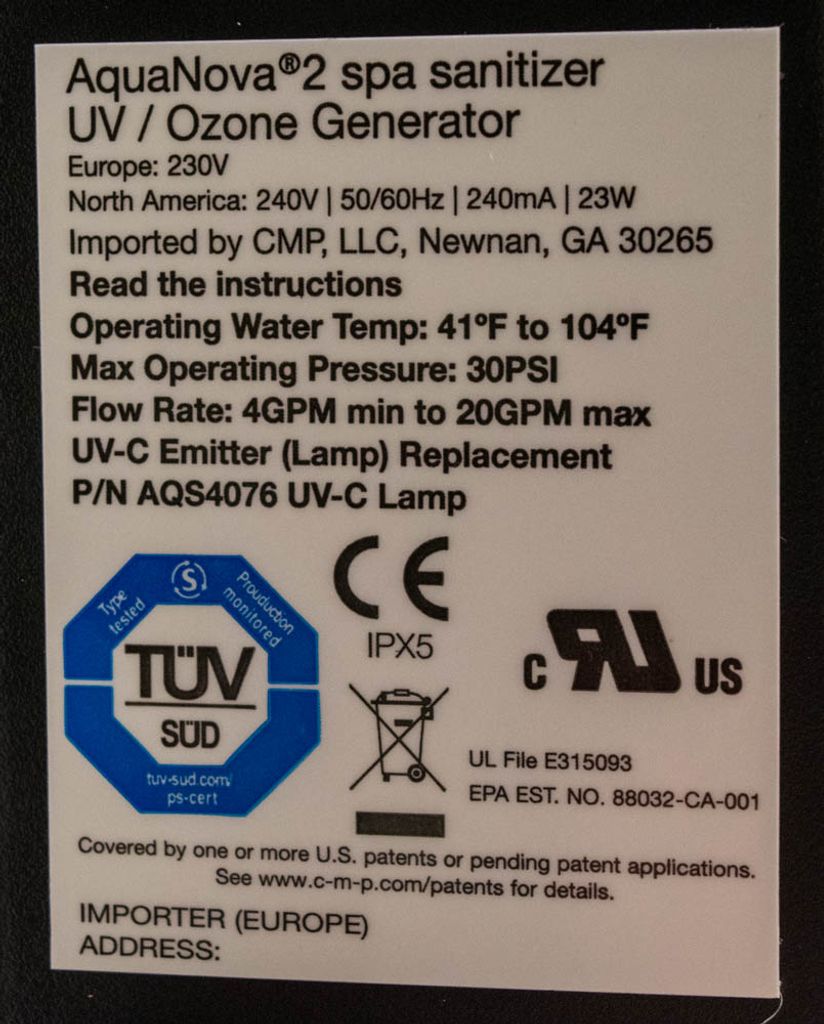 AquaNova®2 spa sanitizer
UV / Ozone Generator
Europe: 230V
North America: 240V | 50/60Hz | 240mA | 23W
Imported by CMP, LLC, Newnan, GA 30265
Read the instructions
Operating Water Temp: 41ºF to 104ºF
Max Operating Pressure: 30PSI
Flow Rate: 4GPM min to 20GPM max
UV-C Emitter (Lamp) Replacement
P/N AQS4076 UV-C Lamp
Type
tested
S
Prouduction
monitored
TÜV
SÜD
tuv-sud.com/
ps-cert
CE
IPX5
c RU US
UL File E315093
EPA EST. NO. 88032-CA-001
Covered by one or more U.S. patents or pending patent applications.
See www.c-m-p.com/patents for details.
IMPORTER (EUROPE)
ADDRESS: